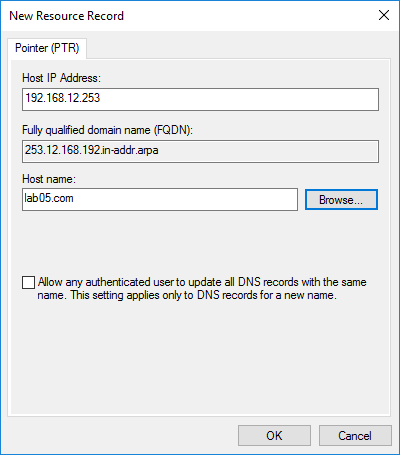 New Resource Record
Pointer (PTR)
Host IP Address:
192.168.12.253
Fully qualified domain name (FQDN):
253.12.168.192.in-addr.arpa
Host name:
lab05.com
Browse...
Allow any authenticated user to update all DNS records with the same
name. This setting applies only to DNS records for a new name.
OK
Cancel